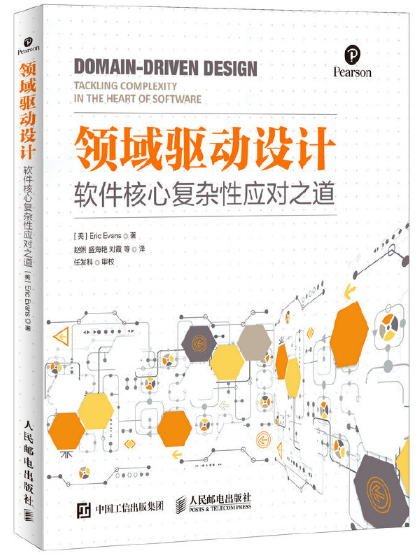 Pearson
DOMAIN-DRIVEN DESIGN
TACKLING COMPLEXITY
IN THE HEART OF SOFTWARE
领域驱动设计
软件核心复杂性应对之道
[美] Eric Evans 著
赵俐 盛海艳 刘霞 等 译
任发科 审校
中国工信出版集团
人民邮电出版社
POSTS & TELECOM PRESS
Pearson
领域驱动设计
软件核心复杂性应对之道
[美] Eric Evans 著
人民邮电出版社